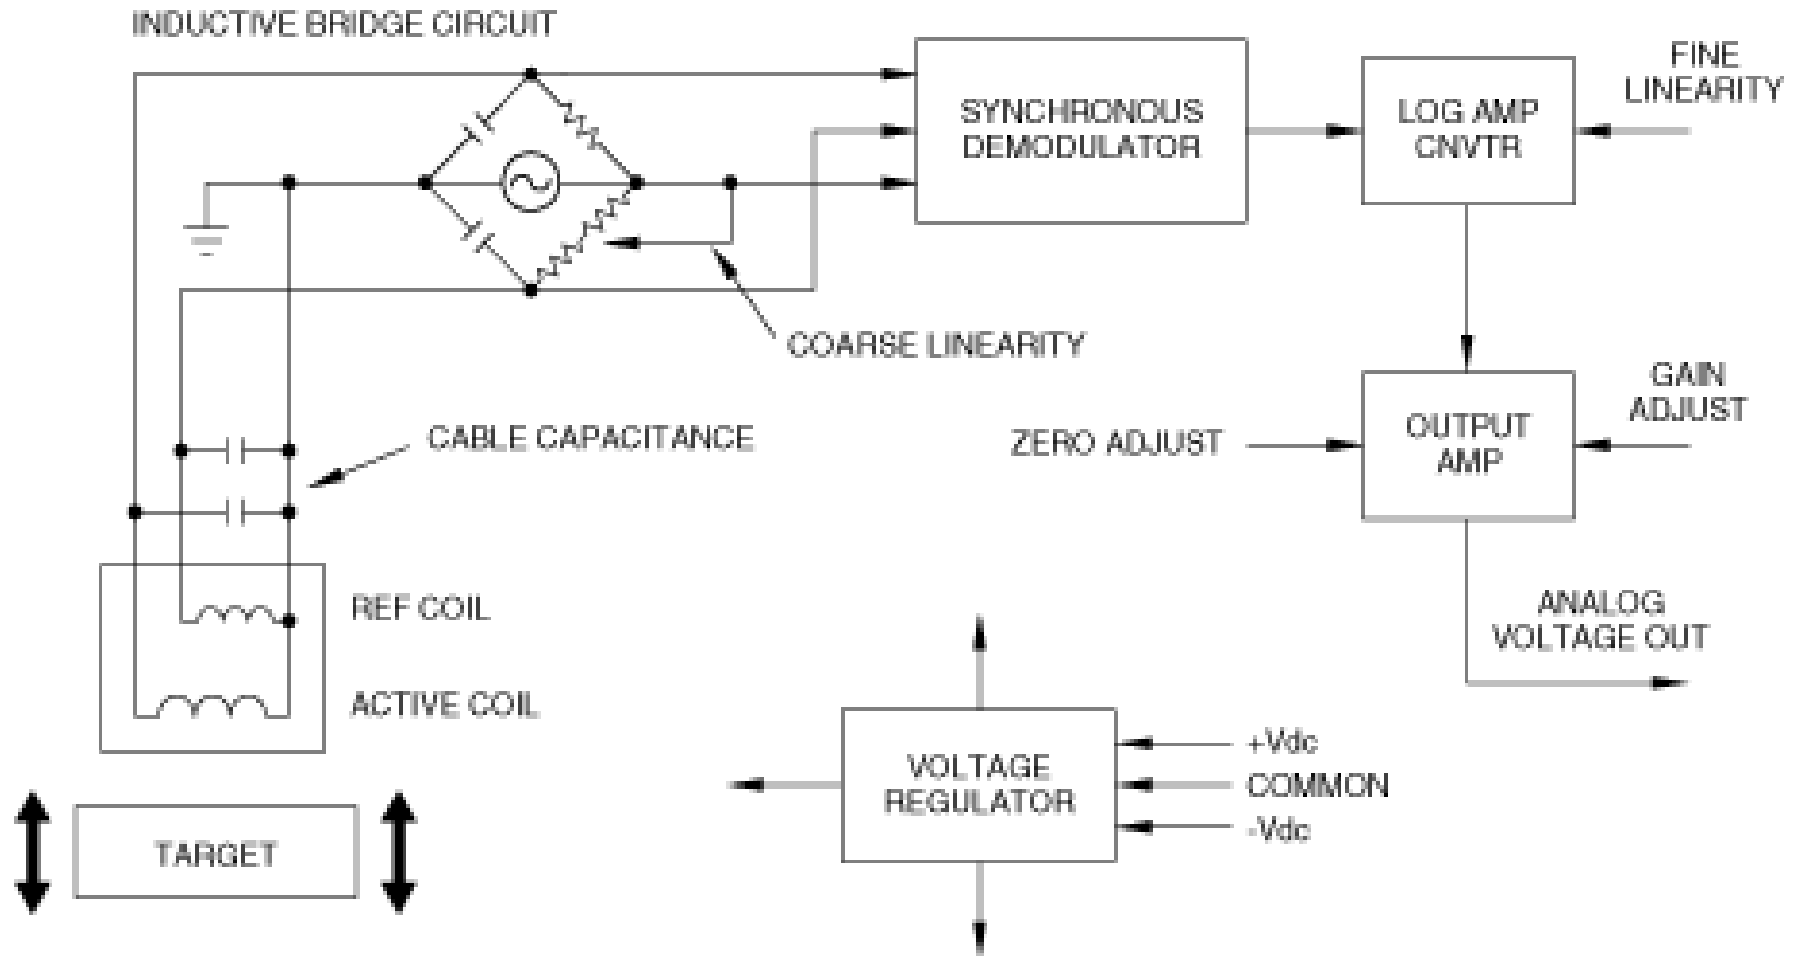 INDUCTIVE BRIDGE CIRCUIT
SYNCHRONOUS
DEMODULATOR
LOG AMP
CNVTR
FINE
LINEARITY
COARSE LINEARITY
CABLE CAPACITANCE
ZERO ADJUST
OUTPUT
AMP
GAIN
ADJUST
REF COIL
ACTIVE COIL
ANALOG
VOLTAGE OUT
VOLTAGE
REGULATOR
+Vdc
COMMON
-Vdc
TARGET